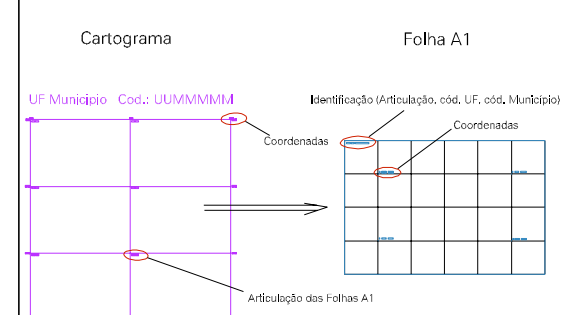 Cartograma
Folha A1
UF Município Cod.: UUMMMMM
Identificação (Articulação, cód. UF, cód. Município)
Coordenadas
Coordenadas
Articulação das Folhas A1